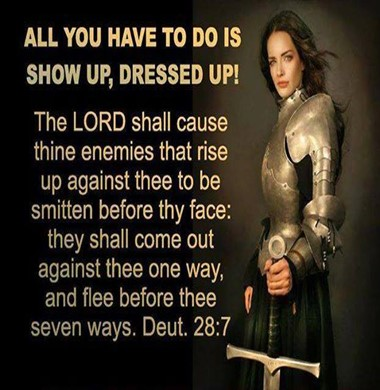 ALL YOU HAVE TO DO IS
SHOW UP, DRESSED UP!
The LORD shall cause
thine enemies that rise
up against thee to be
smitten before thy face:
they shall come out
against thee one way,
and flee before thee
seven ways. Deut. 28:7